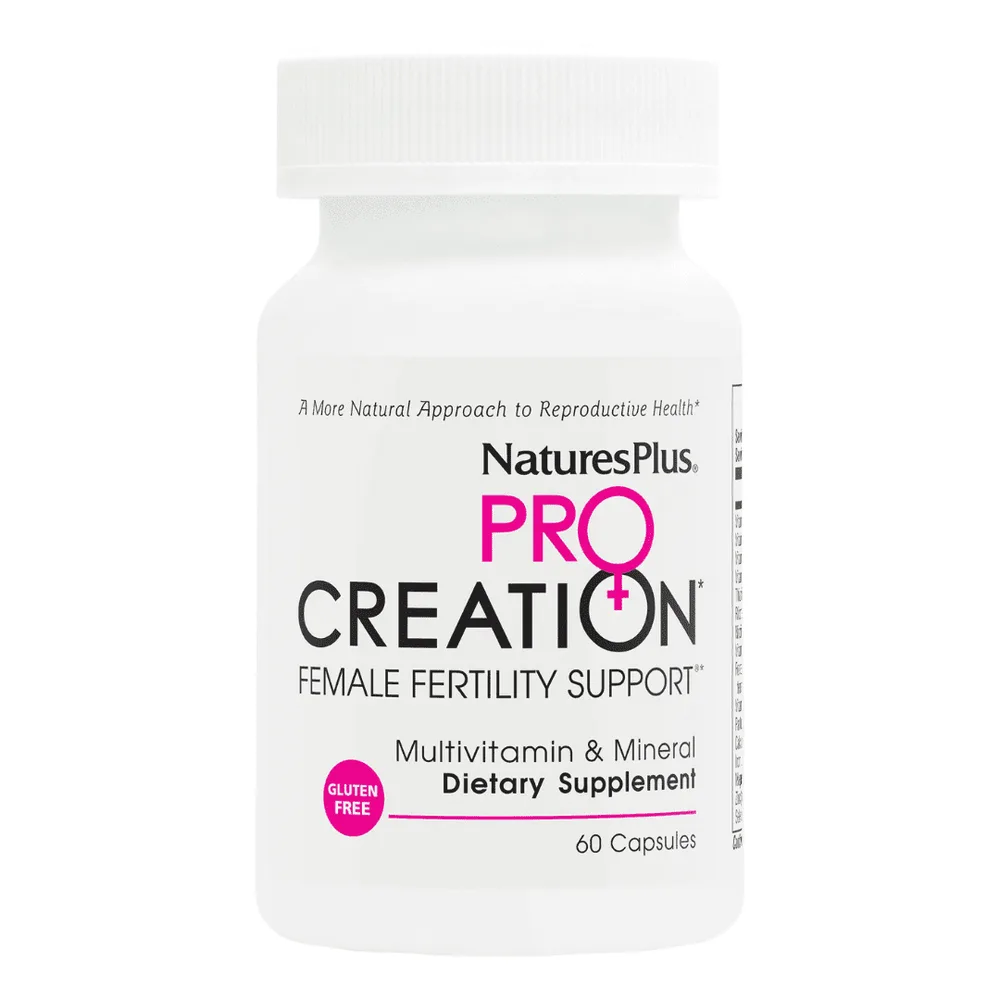 A More Natural Approach to Reproductive Health*
NaturesPlus®
PRO
CREATION*
FEMALE FERTILITY SUPPORT®*
Multivitamin & Mineral
Dietary Supplement
GLUTEN
FREE
60 Capsules